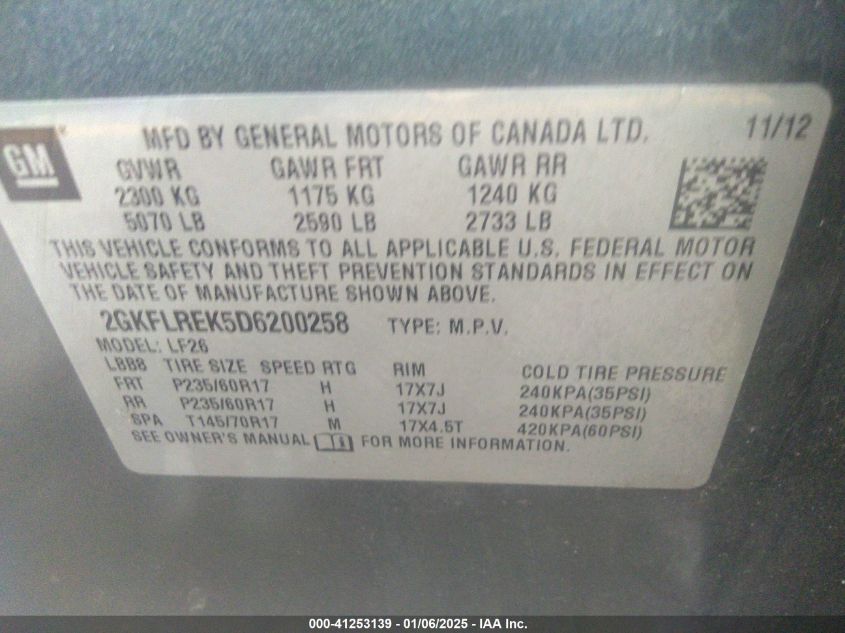 GM
MFD BY GENERAL MOTORS OF CANADA LTD. 11/12
GVWR GAWR FRT GAWR RR
2300 KG 1175 KG 1240 KG
5070 LB 2590 LB 2733 LB
THIS VEHICLE CONFORMS TO ALL APPLICABLE U.S. FEDERAL MOTOR
VEHICLE SAFETY AND THEFT PREVENTION STANDARDS IN EFFECT ON
THE DATE OF MANUFACTURE SHOWN ABOVE.
2GKFLREK5D6200258 TYPE: M.P.V.
MODEL: LF26
LBB8 TIRE SIZE SPEED RTG RIM COLD TIRE PRESSURE
FRT P235/60R17 H 17X7J 240KPA(35PSI)
RR P235/60R17 H 17X7J 240KPA(35PSI)
SPA T145/70R17 M 17X4.5T 420KPA(60PSI)
SEE OWNER'S MANUAL FOR MORE INFORMATION.
000-41253139 - 01/06/2025 - IAA Inc.